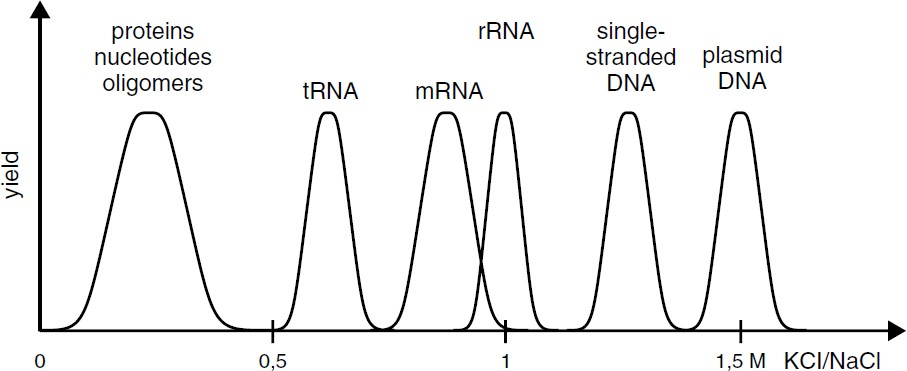 proteins
nucleotides
oligomers
tRNA
mRNA
rRNA
single-
stranded
DNA
plasmid
DNA
yield
0
0,5
1
1,5 M
KCl/NaCl